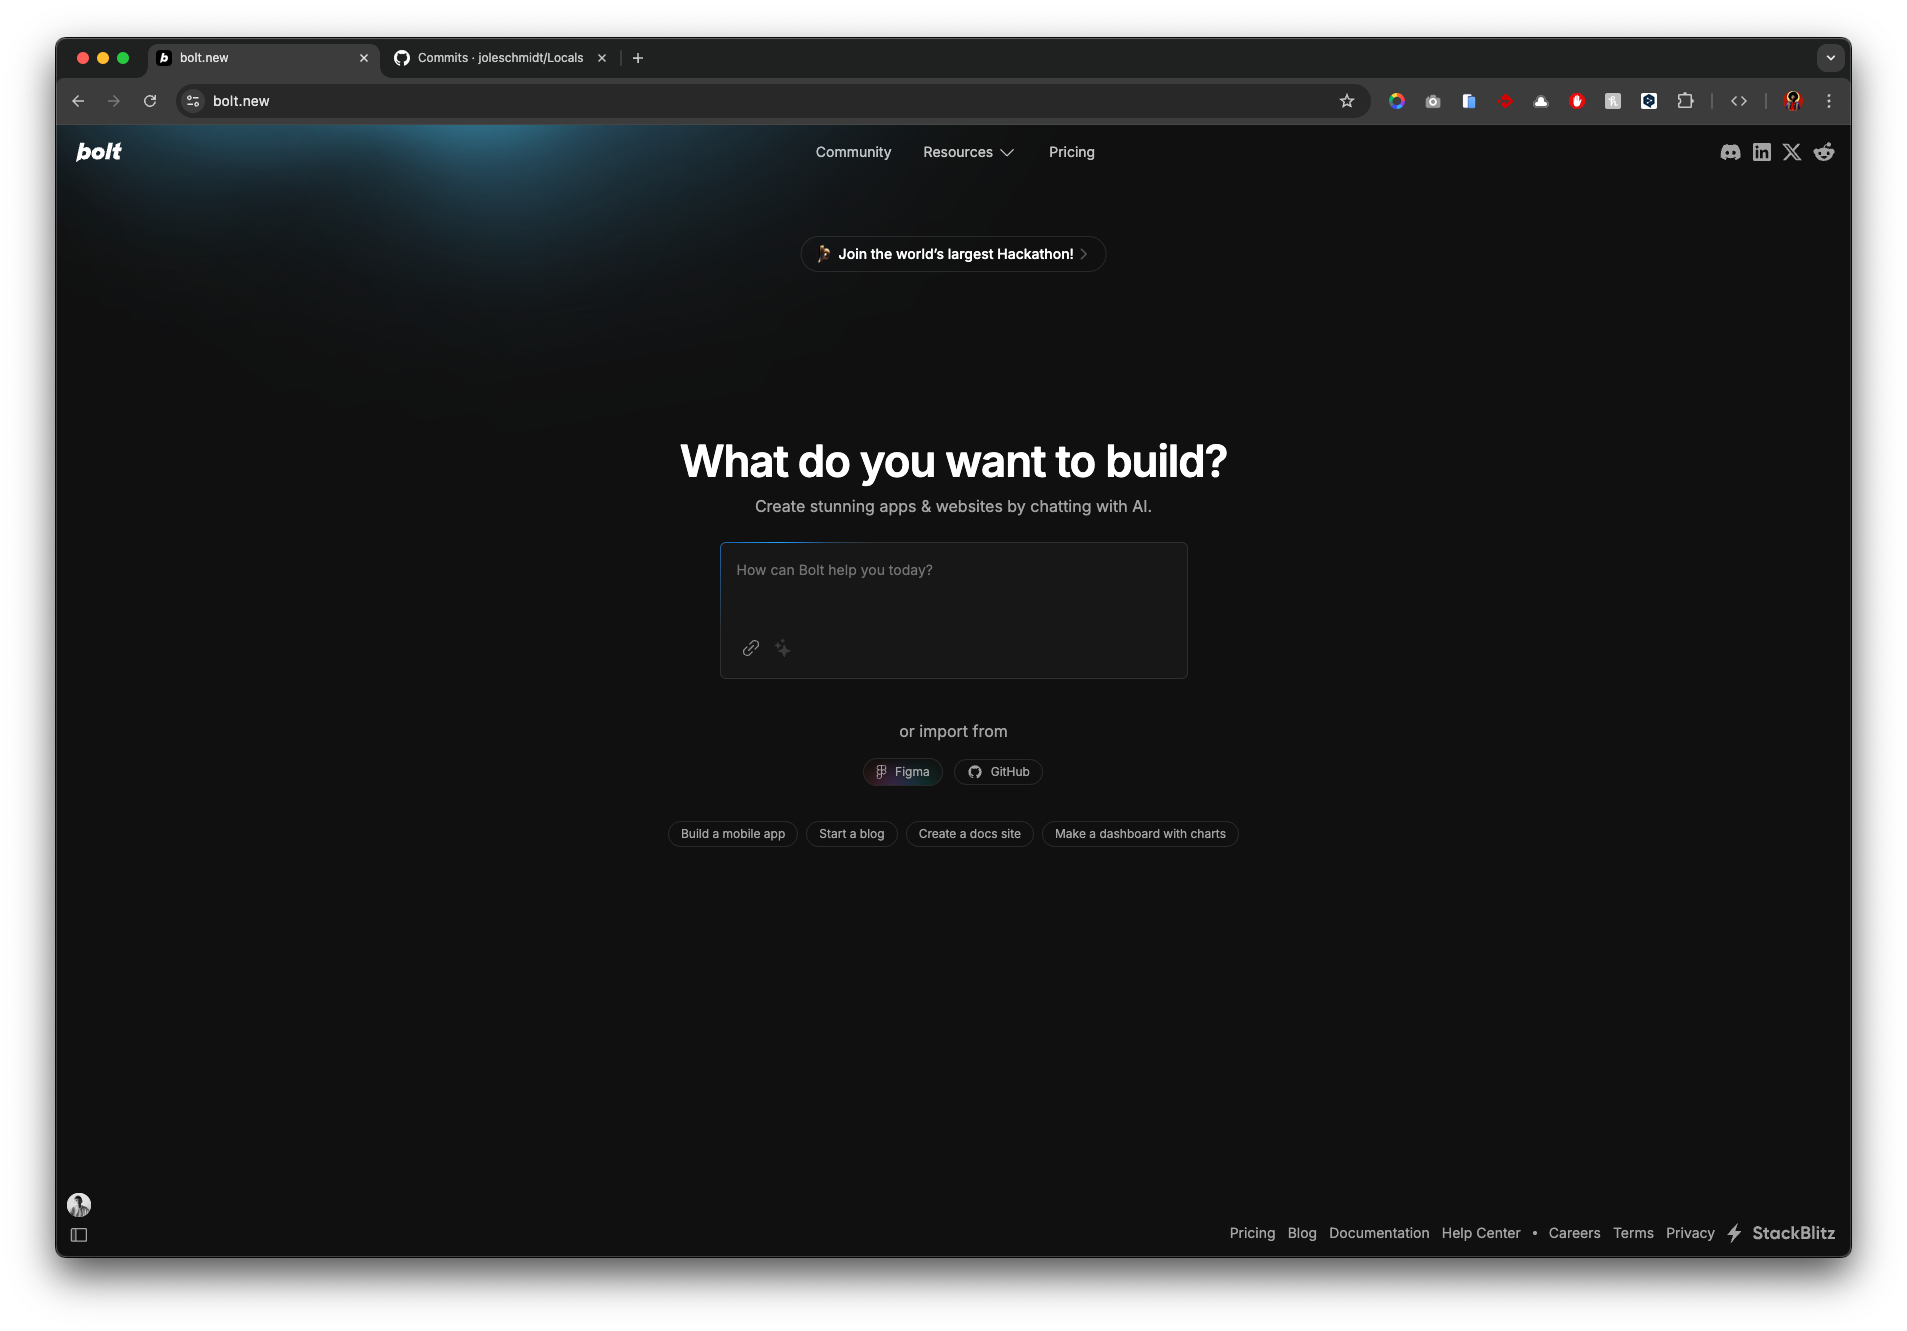 bolt.new
Commits · joleschmidt/Locals
bolt.new
bolt
Community Resources Pricing
Join the world's largest Hackathon!
What do you want to build?
Create stunning apps & websites by chatting with AI.
How can Bolt help you today?
or import from
Figma GitHub
Build a mobile app Start a blog Create a docs site Make a dashboard with charts
Pricing Blog Documentation Help Center • Careers Terms Privacy StackBlitz